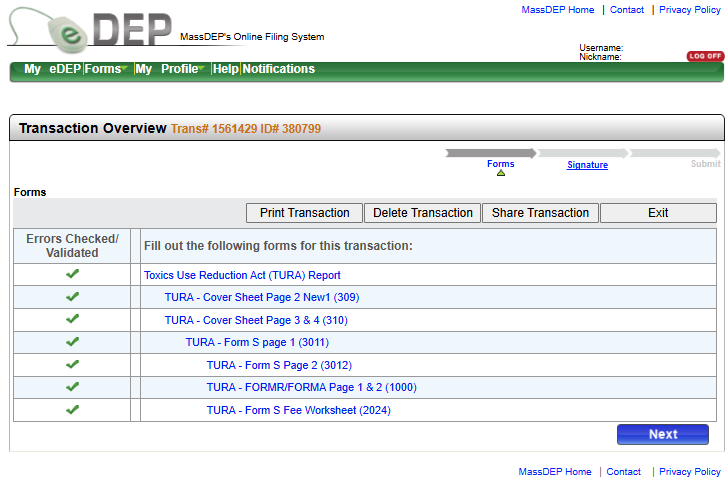 MassDEP Home | Contact | Privacy Policy
eDEP MassDEP's Online Filing System
Username:
Nickname:
LOG OFF
My eDEP Forms My Profile Help Notifications
Transaction Overview Trans# 1561429 ID# 380799
Forms Signature Submit
Forms
Print Transaction Delete Transaction Share Transaction Exit
Errors Checked/
Validated
Fill out the following forms for this transaction:
Toxics Use Reduction Act (TURA) Report
TURA - Cover Sheet Page 2 New1 (309)
TURA - Cover Sheet Page 3 & 4 (310)
TURA - Form S page 1 (3011)
TURA - Form S Page 2 (3012)
TURA - FORMR/FORMA Page 1 & 2 (1000)
TURA - Form S Fee Worksheet (2024)
Next
MassDEP Home | Contact | Privacy Policy